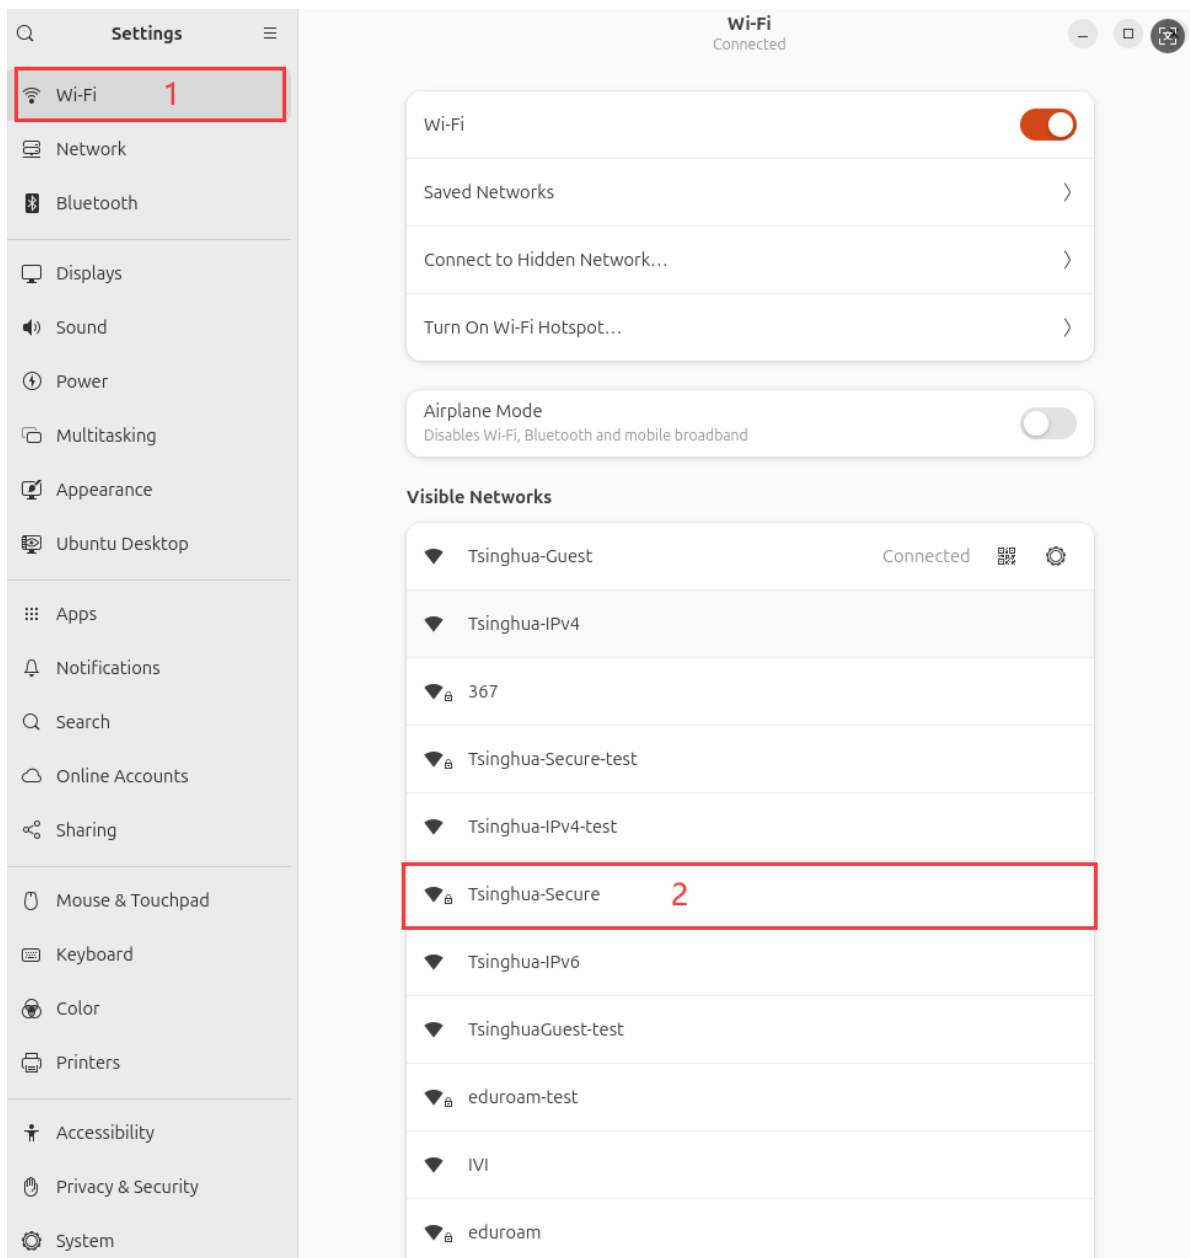 Settings
Wi-Fi 1
Network
Bluetooth
Displays
Sound
Power
Multitasking
Appearance
Ubuntu Desktop
Apps
Notifications
Search
Online Accounts
Sharing
Mouse & Touchpad
Keyboard
Color
Printers
Accessibility
Privacy & Security
System
Wi-Fi
Connected
Wi-Fi
Saved Networks
Connect to Hidden Network...
Turn On Wi-Fi Hotspot...
Airplane Mode
Disables Wi-Fi, Bluetooth and mobile broadband
Visible Networks
Tsinghua-Guest Connected
Tsinghua-IPv4
367
Tsinghua-Secure-test
Tsinghua-IPv4-test
Tsinghua-Secure 2
Tsinghua-IPv6
TsinghuaGuest-test
eduroam-test
IVI
eduroam